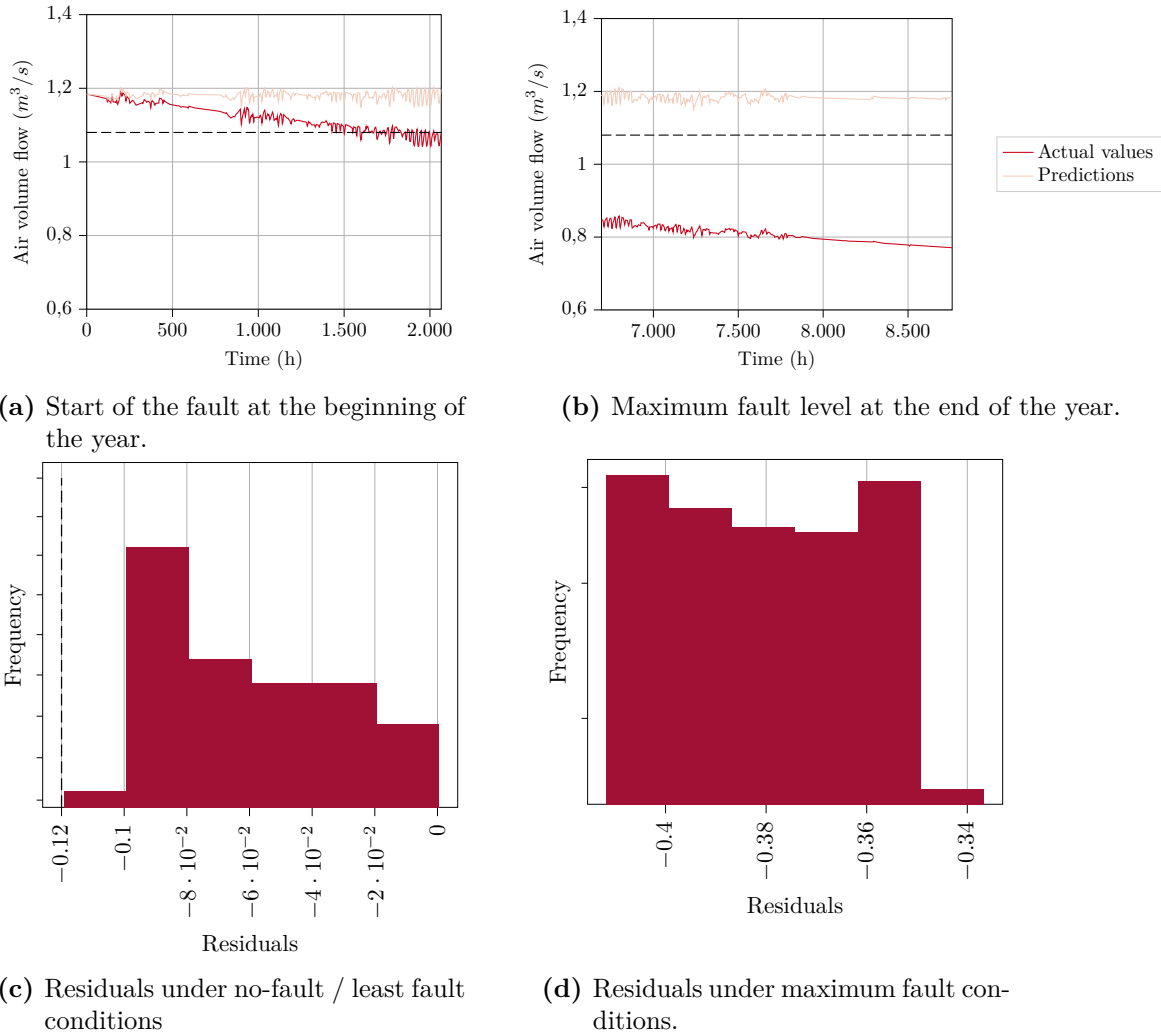 1,4
1,2
1
0,8
0,6
Air volume flow (m³/s)
0
500
1.000
1.500
2.000
Time (h)
1,4
1,2
1
0,8
0,6
Air volume flow (m³/s)
7.000
7.500
8.000
8.500
Time (h)
Actual values
Predictions
(a) Start of the fault at the beginning of
the year.
(b) Maximum fault level at the end of the year.
Frequency
−0.12
−0.1
−8 · 10⁻²
−6 · 10⁻²
−4 · 10⁻²
−2 · 10⁻²
0
Residuals
Frequency
−0.4
−0.38
−0.36
−0.34
Residuals
(c) Residuals under no-fault / least fault
conditions
(d) Residuals under maximum fault con-
ditions.